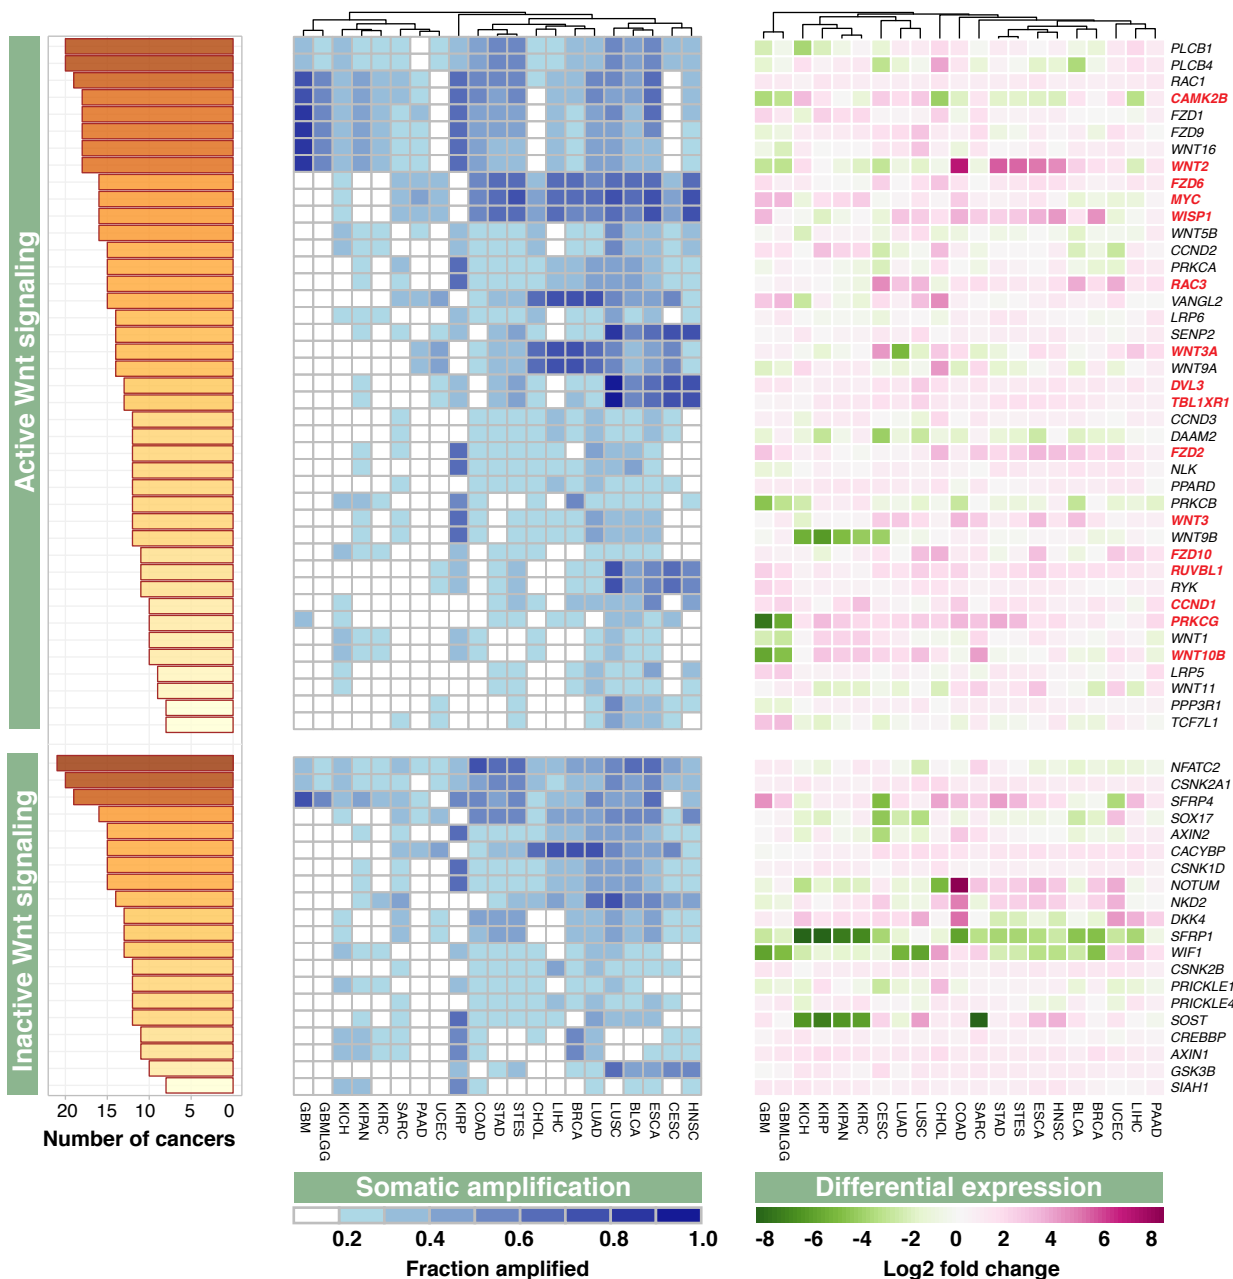 Active Wnt signaling
PLCB1
PLCB4
RAC1
CAMK2B
FZD1
FZD9
WNT16
WNT2
FZD6
MYC
WISP1
WNT5B
CCND2
PRKCA
RAC3
VANGL2
LRP6
SENP2
WNT3A
WNT9A
DVL3
TBL1XR1
CCND3
DAAM2
FZD2
NLK
PPARD
PRKCB
WNT3
WNT9B
FZD10
RUVBL1
RYK
CCND1
PRKCG
WNT1
WNT10B
LRP5
WNT11
PPP3R1
TCF7L1
Inactive Wnt signaling
NFATC2
CSNK2A1
SFRP4
SOX17
AXIN2
CACYBP
CSNK1D
NOTUM
NKD2
DKK4
SFRP1
WIF1
CSNK2B
PRICKLE1
PRICKLE4
SOST
CREBBP
AXIN1
GSK3B
SIAH1
20 15 10 5 0
Number of cancers
GBM GBMLGG KICH KIPAN KIRC SARC PAAD UCEC KIRP COAD STAD STES CHOL LIHC BRCA LUAD LUSC BLCA ESCA CESC HNSC
GBM GBMLGG KICH KIRP KIPAN KIRC CESC LUAD LUSC CHOL COAD SARC STAD STES ESCA HNSC BLCA BRCA UCEC LIHC PAAD
Somatic amplification
0.2 0.4 0.6 0.8 1.0
Fraction amplified
Differential expression
-8 -6 -4 -2 0 2 4 6 8
Log2 fold change